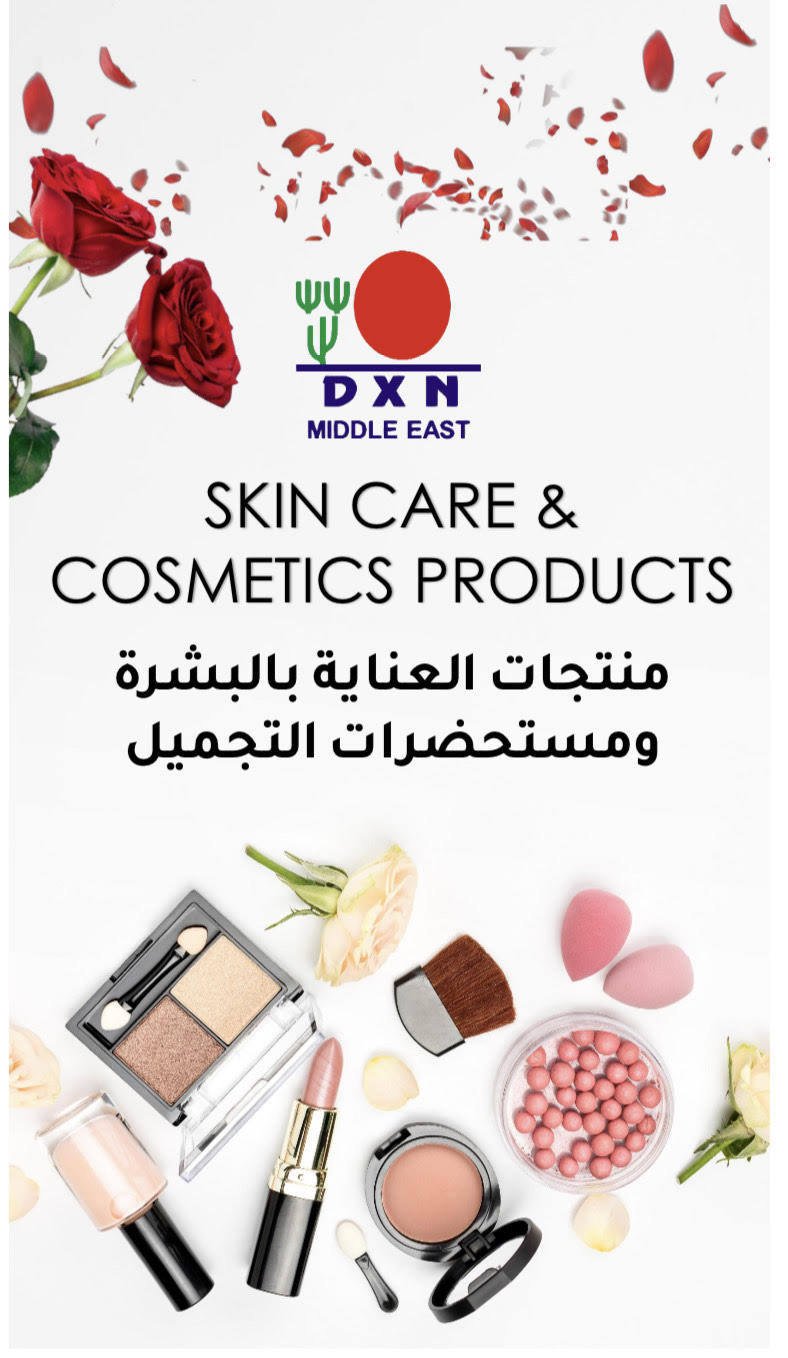 DXN
MIDDLE EAST
SKIN CARE &
COSMETICS PRODUCTS
منتجات العناية بالبشرة
ومستحضرات التجميل